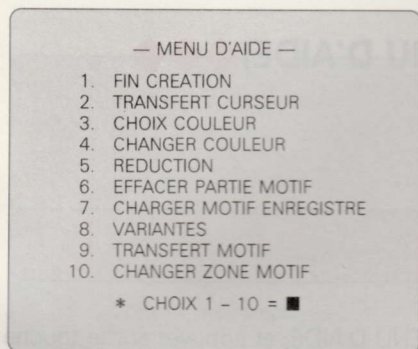 — MENU D'AIDE —
1. FIN CREATION
2. TRANSFERT CURSEUR
3. CHOIX COULEUR
4. CHANGER COULEUR
5. REDUCTION
6. EFFACER PARTIE MOTIF
7. CHARGER MOTIF ENREGISTRE
8. VARIANTES
9. TRANSFERT MOTIF
10. CHANGER ZONE MOTIF
* CHOIX 1 – 10 = ■